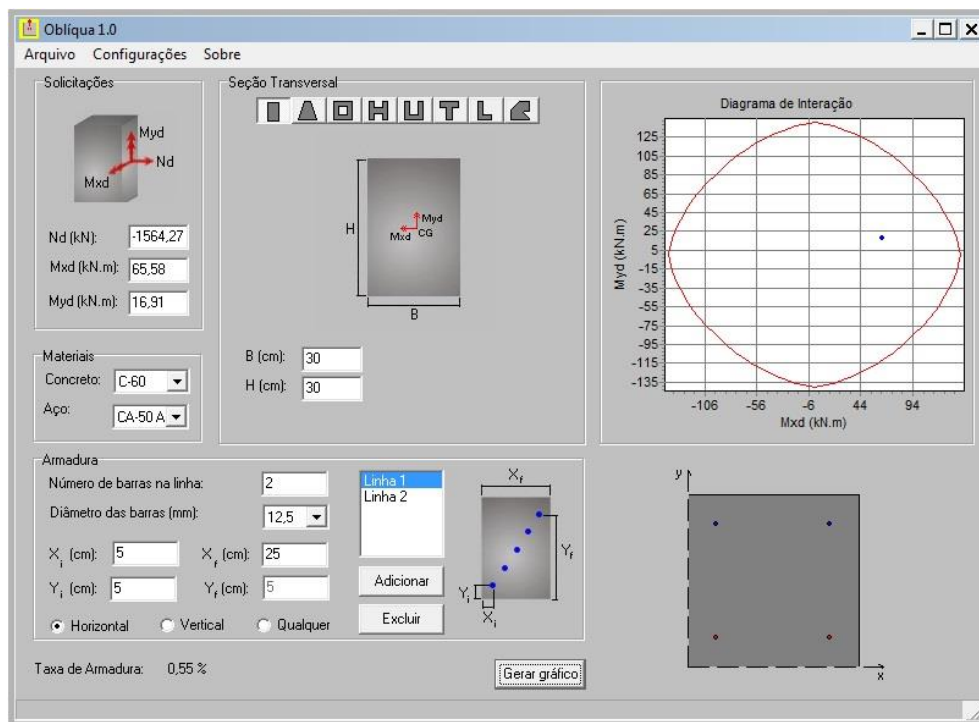 Oblíqua 1.0
Arquivo Configurações Sobre
Solicitações
Myd
Nd
Mxd
Nd (kN): -1564,27
Mxd (kN.m): 65,58
Myd (kN.m): 16,91
Materiais
Concreto: C-60
Aço: CA-50 A
Seção Transversal
H
Myd
Mxd CG
B
B (cm): 30
H (cm): 30
Diagrama de Interação
Myd (kN.m)
125
105
85
65
45
25
5
-15
-35
-55
-75
-95
-115
-135
-106 -56 -6 44 94
Mxd (kN.m)
Armadura
Número de barras na linha: 2
Diâmetro das barras (mm): 12,5
Xi (cm): 5 Xf (cm): 25
Yi (cm): 5 Yf (cm): 5
Horizontal Vertical Qualquer
Linha 1
Linha 2
Adicionar
Excluir
Xf
Yf
Yi
Xi
Taxa de Armadura: 0,55 %
Gerar gráfico
y
x